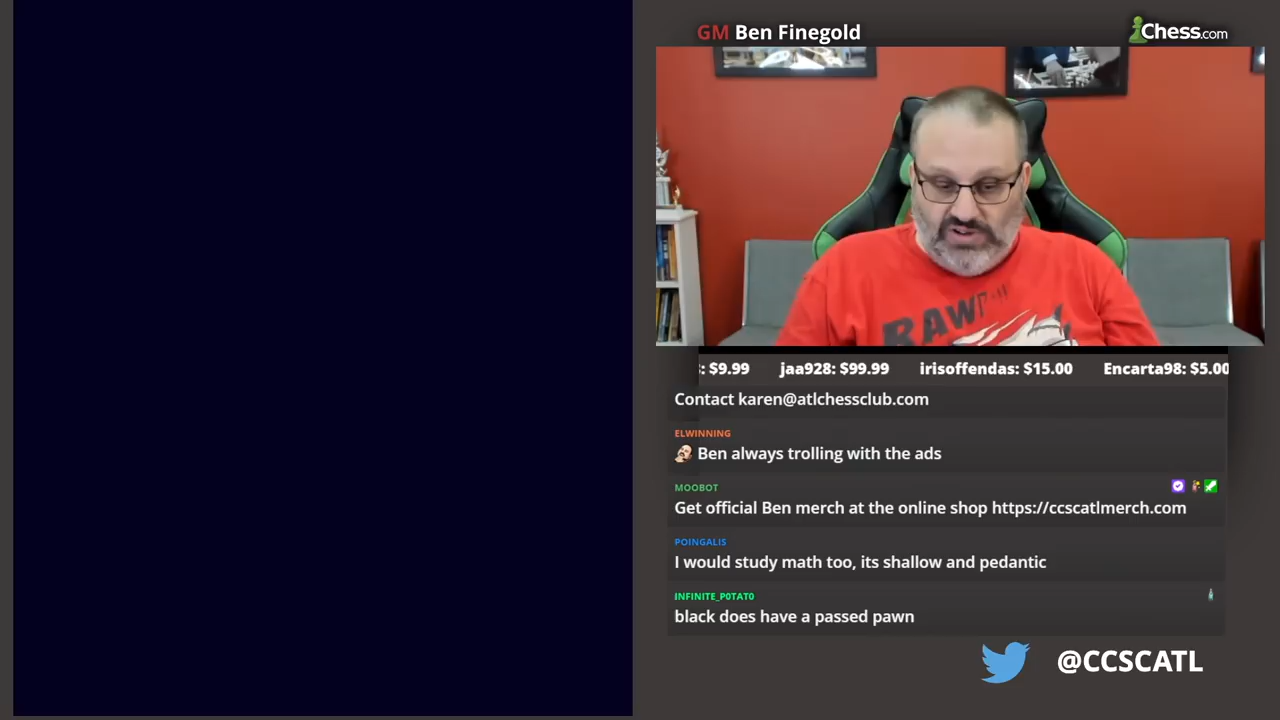 GM Ben Finegold
Chess.com
RAWR
: $9.99 jaa928: $99.99 irisoffendas: $15.00 Encarta98: $5.00
Contact karen@atlchessclub.com
ELWINNING
Ben always trolling with the ads
MOOBOT
Get official Ben merch at the online shop https://ccscatlmerch.com
POINGALIS
I would study math too, its shallow and pedantic
INFINITE_P0TAT0
black does have a passed pawn
@CCSCATL